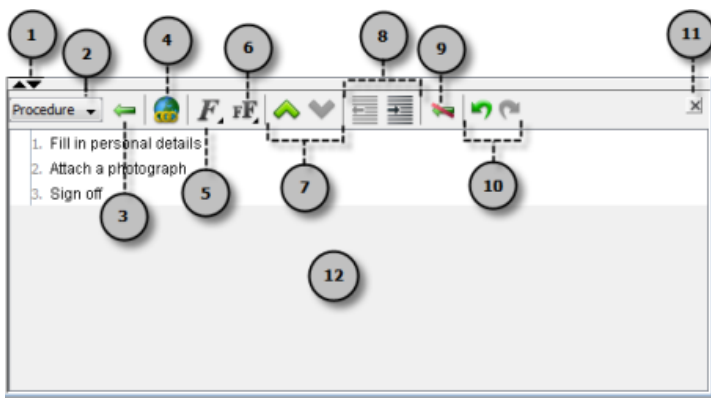 1 2 4 6 8 9 11
Procedure F FF
1. Fill in personal details
2. Attach a photograph
3. Sign off
3 5 7 10
12